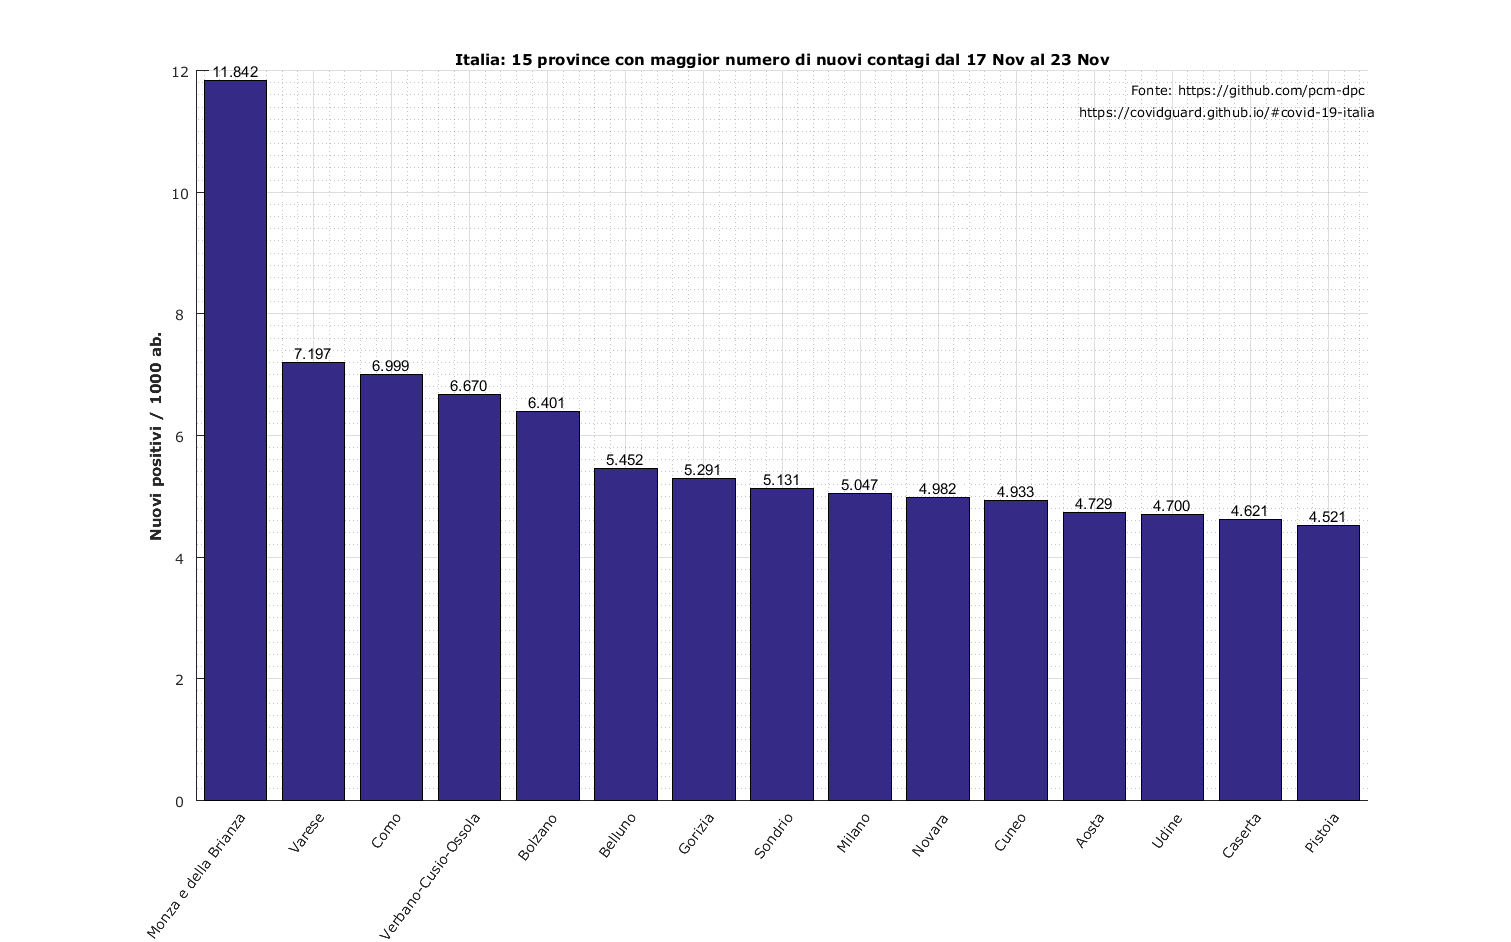 Italia: 15 province con maggior numero di nuovi contagi dal 17 Nov al 23 Nov
Fonte: https://github.com/pcm-dpc
https://covidguard.github.io/#covid-19-italia
Nuovi positivi / 1000 ab.
12
10
8
6
4
2
0
11.842
7.197
6.999
6.670
6.401
5.452
5.291
5.131
5.047
4.982
4.933
4.729
4.700
4.621
4.521
Monza e della Brianza
Varese
Como
Verbano-Cusio-Ossola
Bolzano
Belluno
Gorizia
Sondrio
Milano
Novara
Cuneo
Aosta
Udine
Caserta
Pistoia